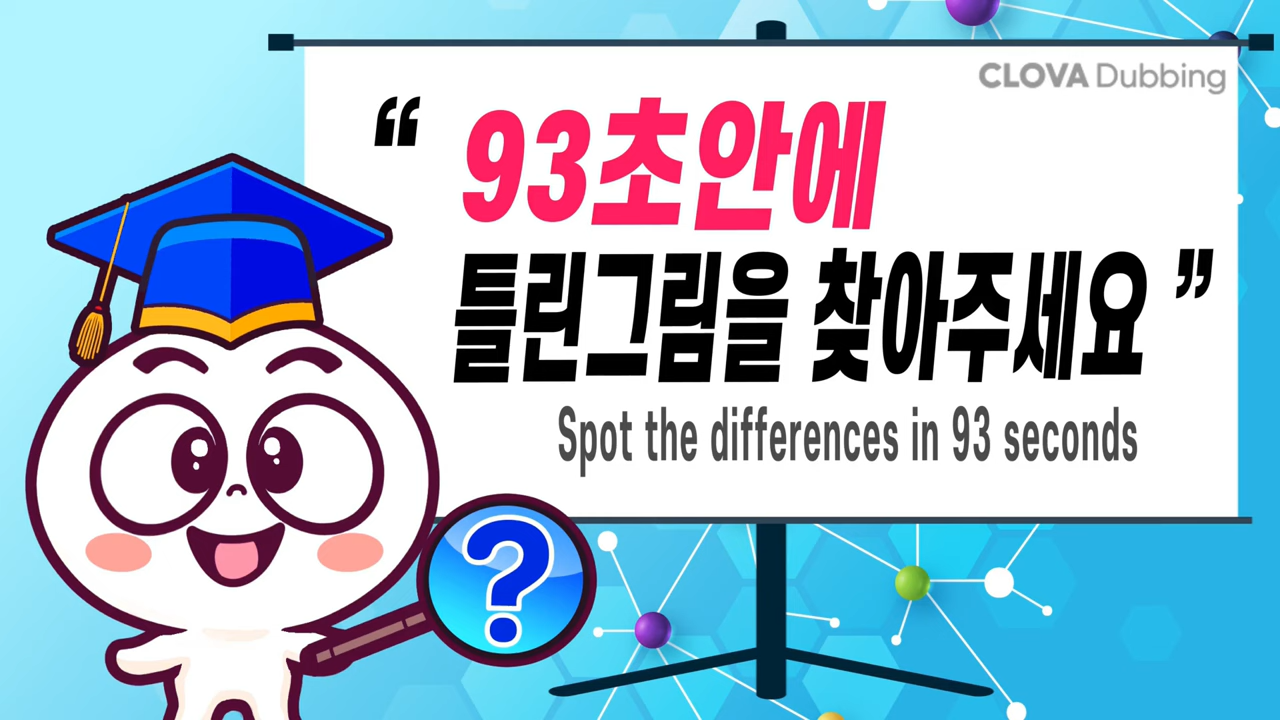 CLOVA Dubbing
“ 93초안에
틀린그림을 찾아주세요 ”
Spot the differences in 93 seconds
?